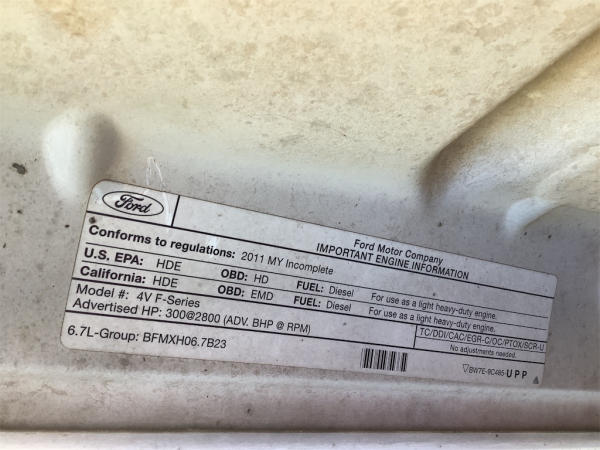 Ford
Ford Motor Company
IMPORTANT ENGINE INFORMATION
Conforms to regulations: 2011 MY Incomplete
U.S. EPA: HDE OBD: HD FUEL: Diesel For use as a light heavy-duty engine.
California: HDE OBD: EMD FUEL: Diesel For use as a light heavy-duty engine.
Model #: 4V F-Series
Advertised HP: 300@2800 (ADV. BHP @ RPM) TC/DDI/CAC/EGR-C/OC/PTOX/SCR-U
No adjustments needed.
6.7L-Group: BFMXH06.7B23
BW7E-9C485-UPP